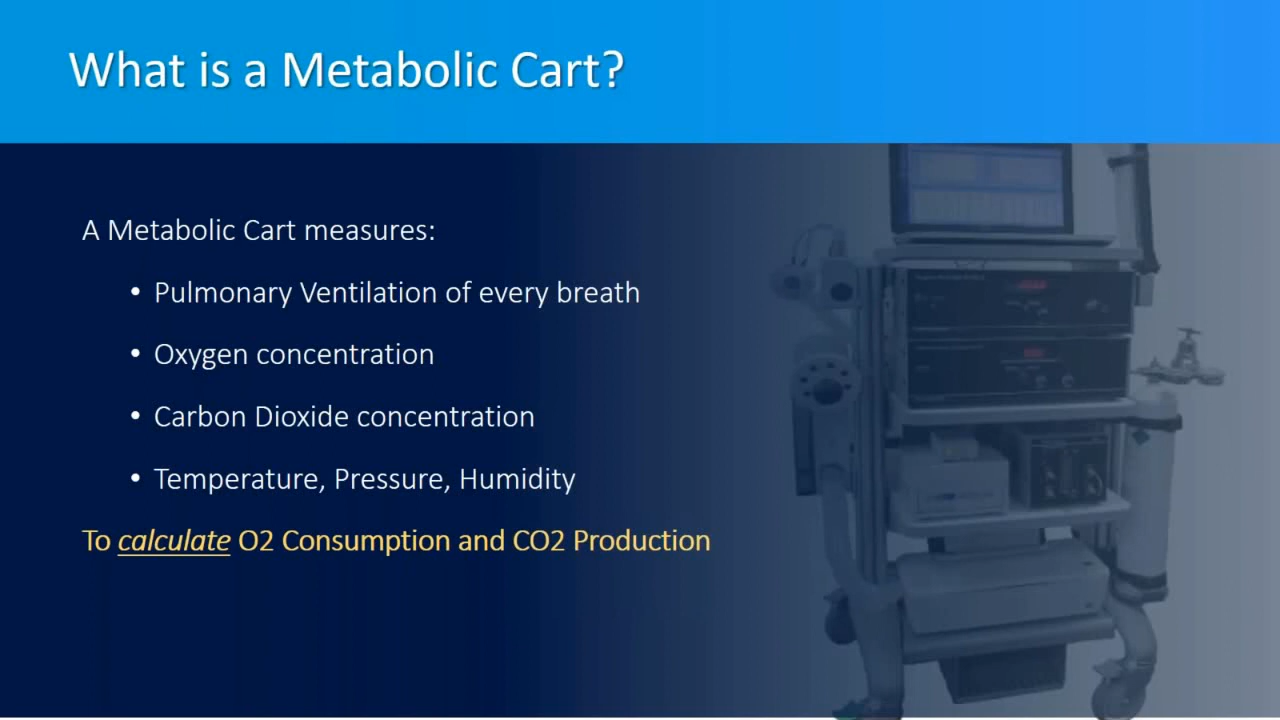 What is a Metabolic Cart?
A Metabolic Cart measures:
• Pulmonary Ventilation of every breath
• Oxygen concentration
• Carbon Dioxide concentration
• Temperature, Pressure, Humidity
To calculate O2 Consumption and CO2 Production